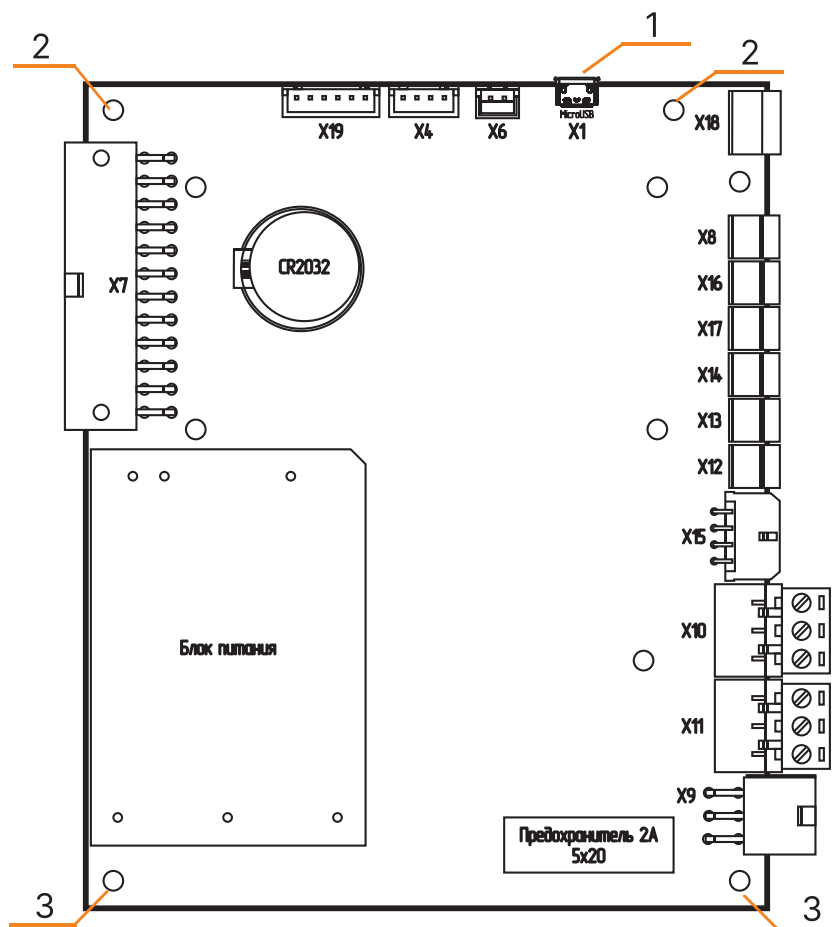 1
2
2
X19
X4
X6
MicroUSB
X1
X18
X8
CR2032
X7
X16
X17
X14
X13
X12
X15
Блок питания
X10
X11
X9
Предохранитель 2А
5x20
3
3